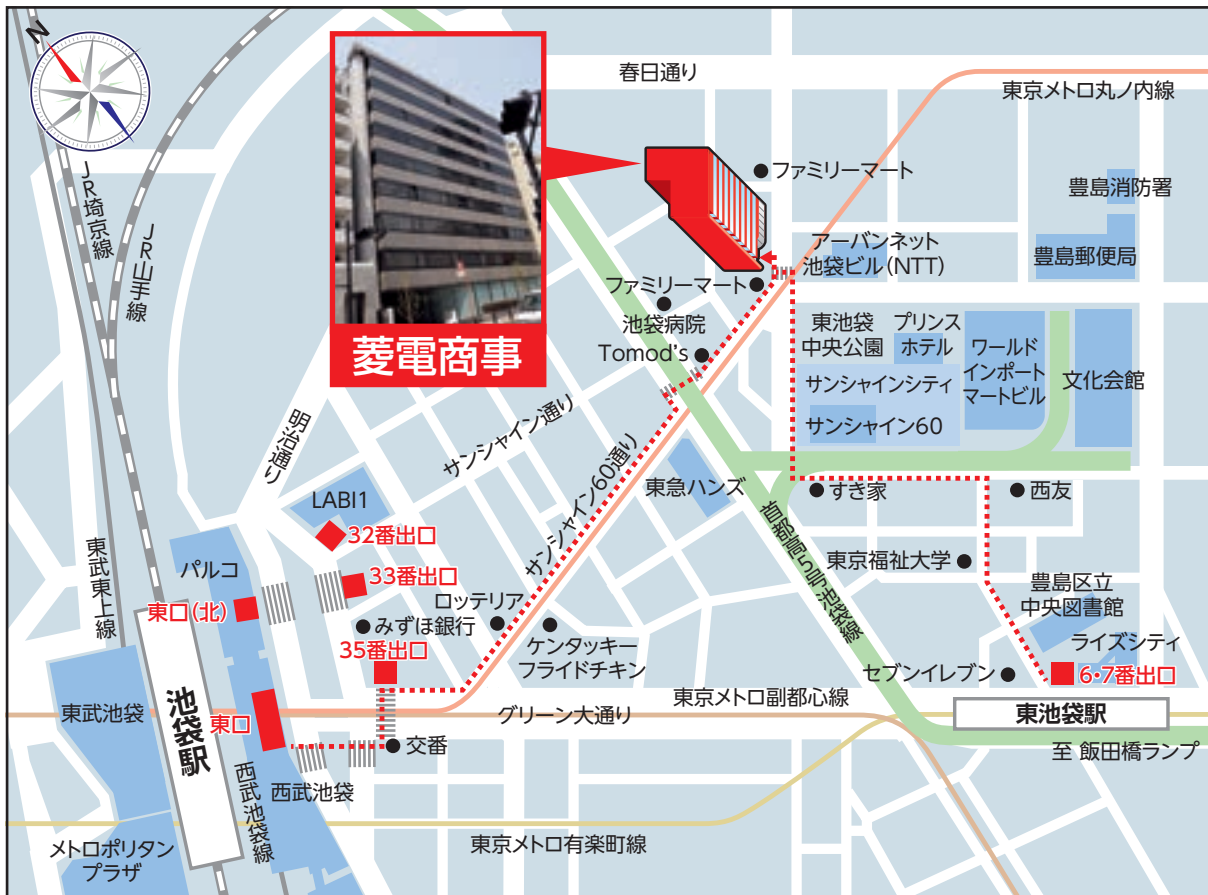 N
春日通り
東京メトロ丸ノ内線
JR埼京線
JR山手線
菱電商事
ファミリーマート
豊島消防署
アーバンネット
池袋ビル(NTT)
豊島郵便局
ファミリーマート
池袋病院
Tomod's
東池袋
中央公園
プリンス
ホテル
ワールド
インポート
マートビル
文化会館
サンシャインシティ
サンシャイン60
明治通り
サンシャイン通り
サンシャイン60通り
東急ハンズ
すき家
西友
LABI1
32番出口
首都高5号池袋線
東京福祉大学
東武東上線
パルコ
33番出口
東口(北)
ロッテリア
みずほ銀行
35番出口
ケンタッキー
フライドチキン
豊島区立
中央図書館
ライズシティ
セブンイレブン
6・7番出口
東武池袋
池袋駅
東口
東京メトロ副都心線
グリーン大通り
東池袋駅
交番
至 飯田橋ランプ
西武池袋
西武池袋線
メトロポリタン
プラザ
東京メトロ有楽町線